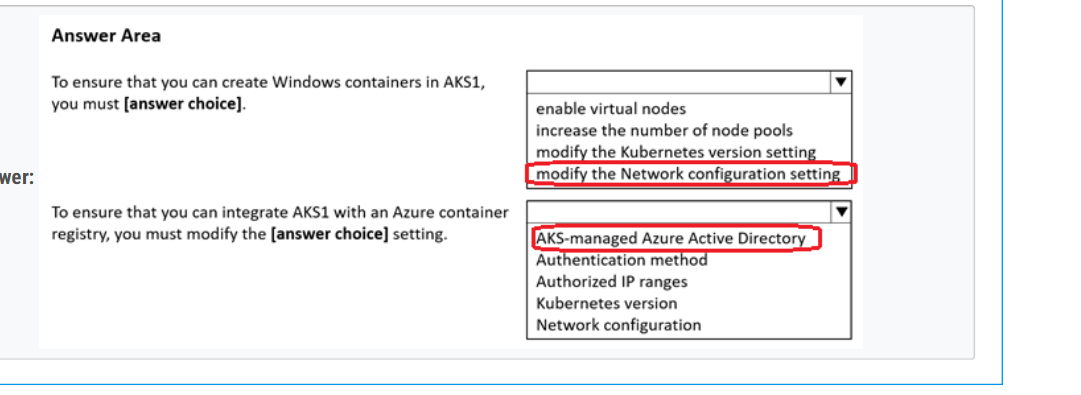 Answer Area
To ensure that you can create Windows containers in AKS1,
you must [answer choice].
enable virtual nodes
increase the number of node pools
modify the Kubernetes version setting
modify the Network configuration setting
wer:
To ensure that you can integrate AKS1 with an Azure container
registry, you must modify the [answer choice] setting.
AKS-managed Azure Active Directory
Authentication method
Authorized IP ranges
Kubernetes version
Network configuration